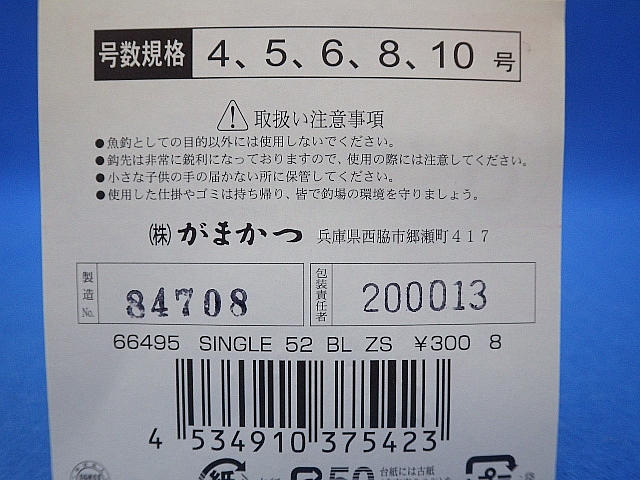 号数規格 4、5、6、8、10 号
取扱い注意事項
●魚釣としての目的以外には使用しないでください。
●鈎先は非常に鋭利になっておりますので、使用の際には注意してください。
●小さな子供の手の届かない所に保管してください。
●使用した仕掛やゴミは持ち帰り、皆で釣場の環境を守りましょう。
㈱がまかつ 兵庫県西脇市郷瀬町417
製造No. 84708 包装責任者 200013
66495 SINGLE 52 BL ZS ¥300 8
4 534910 375423
紙 50 台紙には古紙